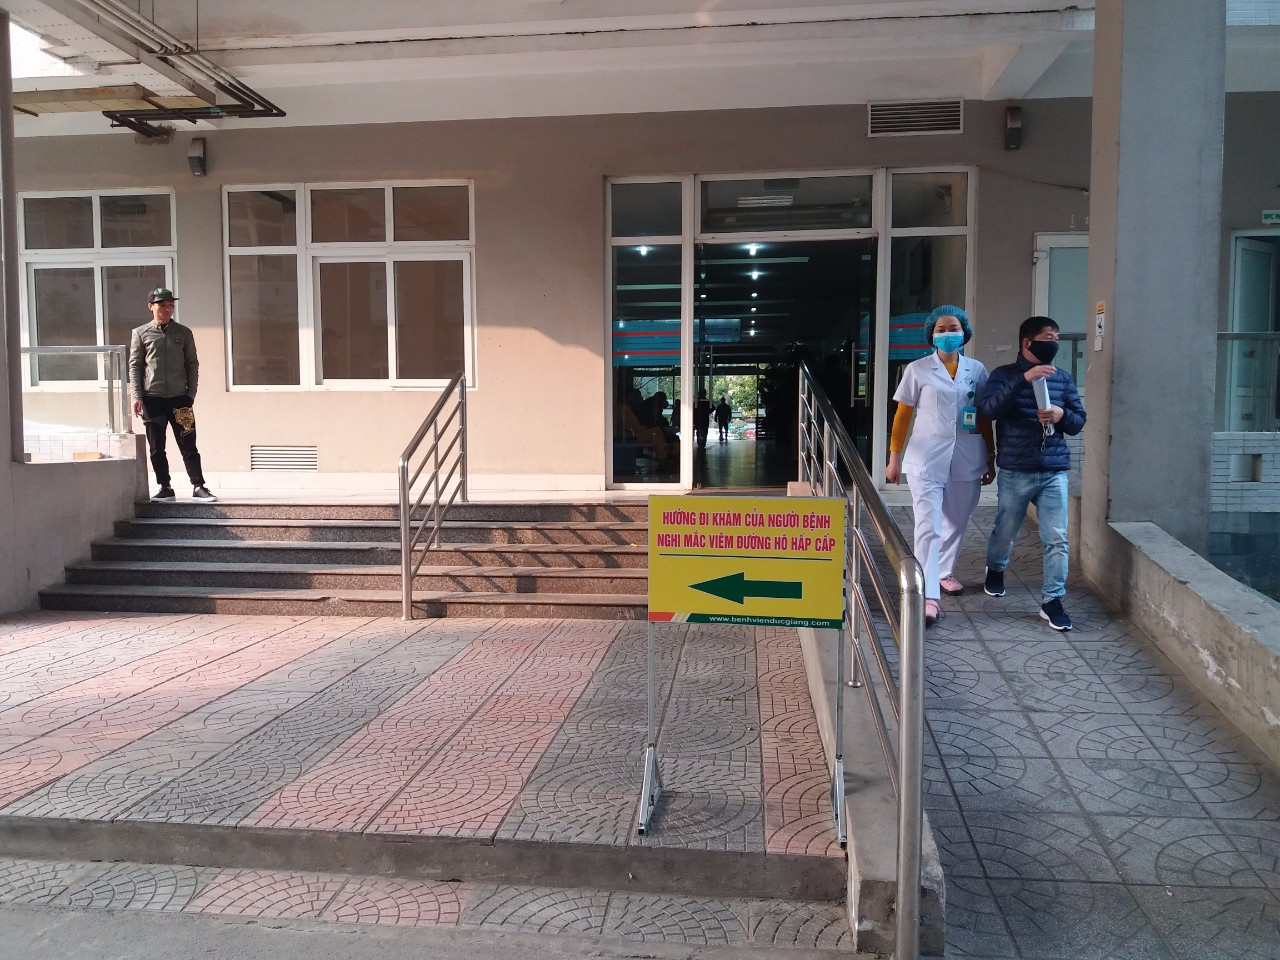 HƯỚNG ĐI KHÁM CỦA NGƯỜI BỆNH
NGHI MẮC VIÊM ĐƯỜNG HÔ HẤP CẤP
www.benhvienducgiang.com